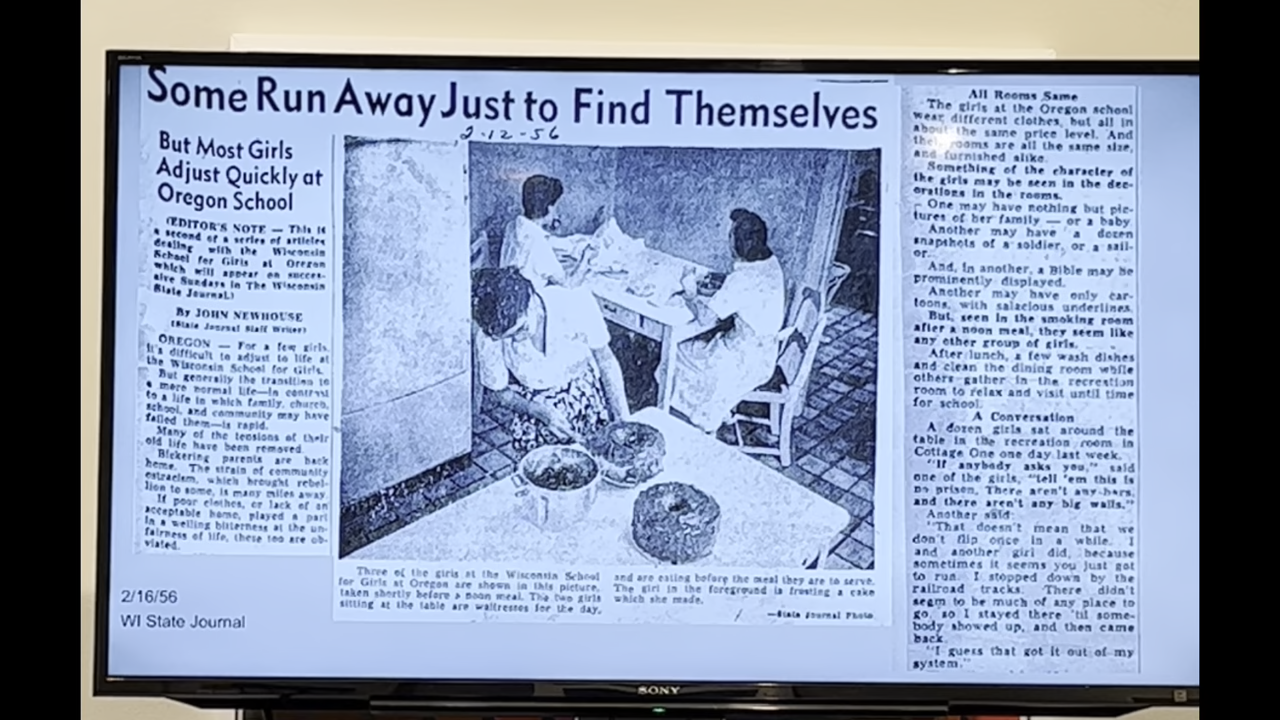 Some Run Away Just to Find Themselves
2-12-56
But Most Girls
Adjust Quickly at
Oregon School
(EDITOR'S NOTE — This is
a second of a series of articles
dealing with the Wisconsin
School for Girls at Oregon
which will appear on succes-
sive Sundays in The Wisconsin
State Journal.)
By JOHN NEWHOUSE
(State Journal Staff Writer)
OREGON — For a few girls,
it's difficult to adjust to life at
the Wisconsin School for Girls.
But generally the transition to
a more normal life—in contrast
to a life in which family, church,
school, and community may have
failed them—is rapid.
Many of the tensions of their
old life have been removed.
Bickering parents are back
home. The strain of community
ostracism, which brought rebel-
lion to some, is many miles away.
If poor clothes, or lack of an
acceptable home, played a part
in a welling bitterness at the un-
fairness of life, these too are ob-
viated.
2/16/56
WI State Journal
Three of the girls at the Wisconsin School
for Girls at Oregon are shown in this picture,
taken shortly before a noon meal. The two girls
sitting at the table are waitresses for the day,
and are eating before the meal they are to serve.
The girl in the foreground is frosting a cake
which she made.
—State Journal Photo
All Rooms Same
The girls at the Oregon school
wear different clothes, but all in
about the same price level. And
their rooms are all the same size,
and furnished alike.
Something of the character of
the girls may be seen in the dec-
orations in the rooms.
One may have nothing but pic-
tures of her family — or a baby.
Another may have a dozen
snapshots of a soldier, or a sail-
or.
And, in another, a Bible may be
prominently displayed.
Another may have only car-
toons, with salacious underlines.
But, seen in the smoking room
after a noon meal, they seem like
any other group of girls.
After lunch, a few wash dishes
and clean the dining room while
others gather in the recreation
room to relax and visit until time
for school.
A Conversation
A dozen girls sat around the
table in the recreation room in
Cottage One one day last week.
"If anybody asks you," said
one of the girls, "tell 'em this is
no prison. There aren't any bars,
and there aren't any big walls."
Another said:
"That doesn't mean that we
don't flip once in a while. I
and another girl did, because
sometimes it seems you just got
to run. I stopped down by the
railroad tracks. There didn't
seem to be much of any place to
go, so I stayed there 'til some-
body showed up, and then came
back.
"I guess that got it out of my
system."
SONY